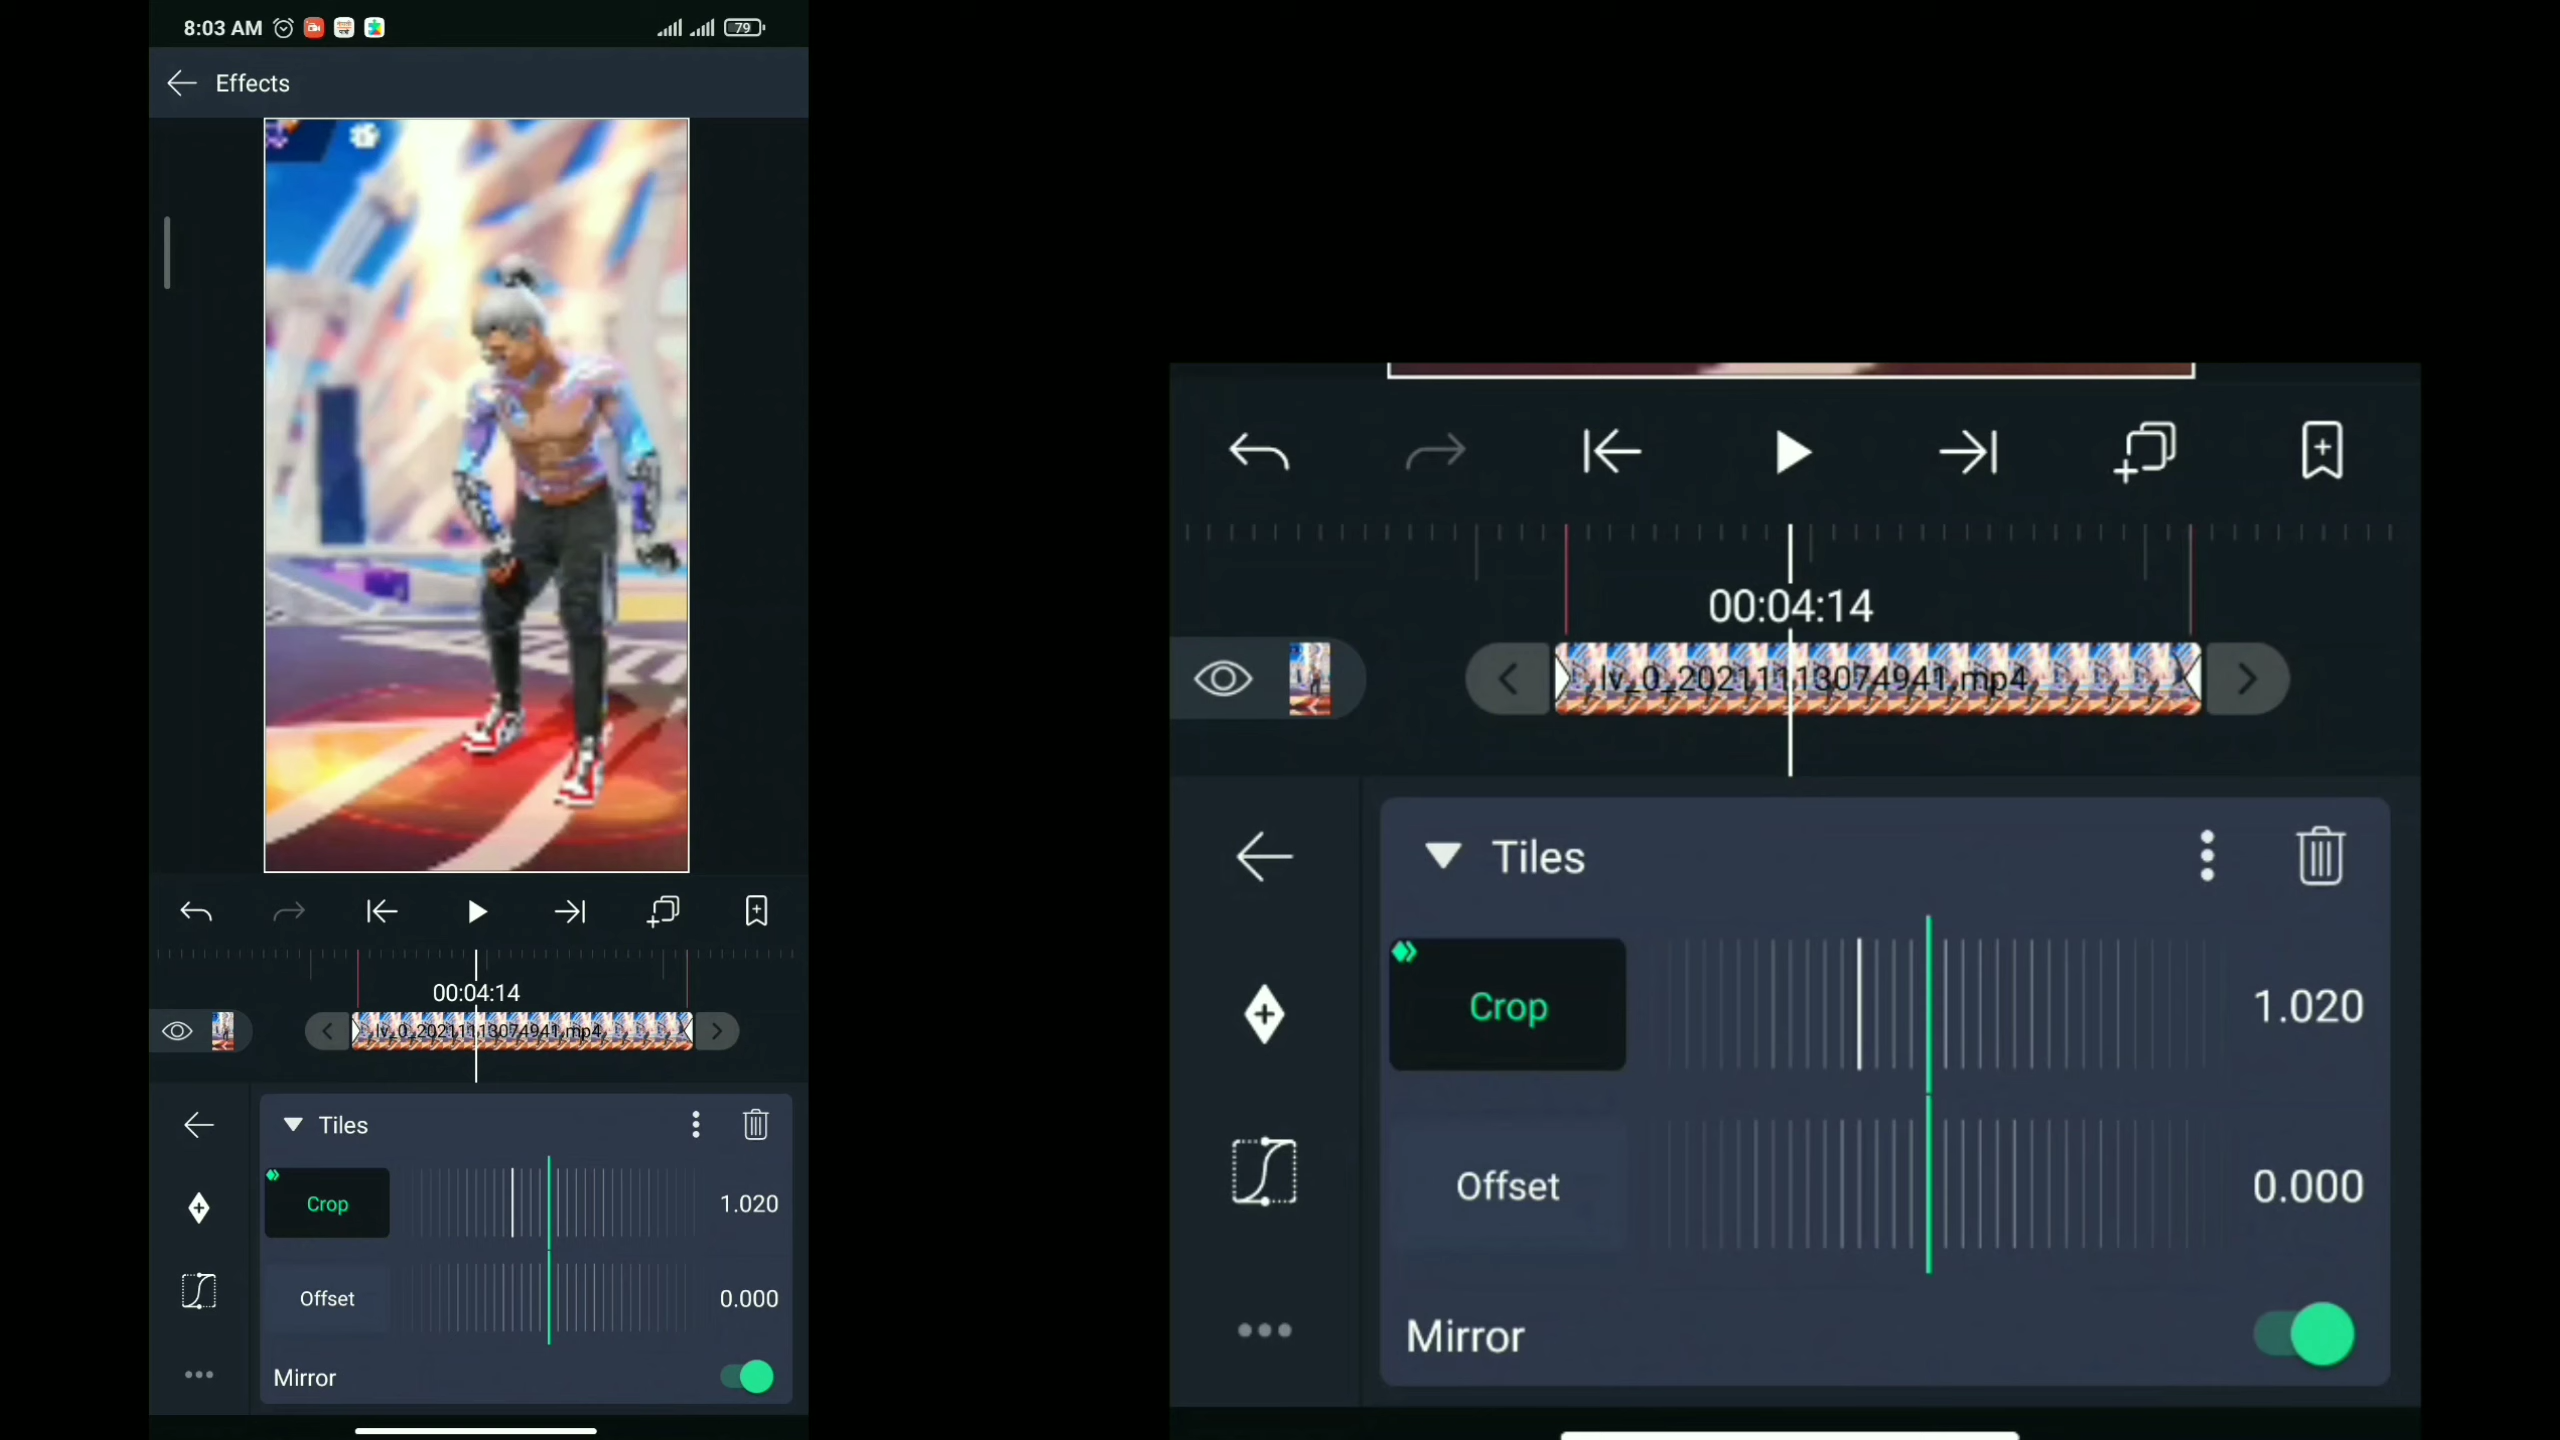 8:03 AM
79
Effects
00:04:14
lv_0_20211113074941.mp4
Tiles
Crop
1.020
Offset
0.000
Mirror
00:04:14
lv_0_20211113074941.mp4
Tiles
Crop
1.020
Offset
0.000
Mirror